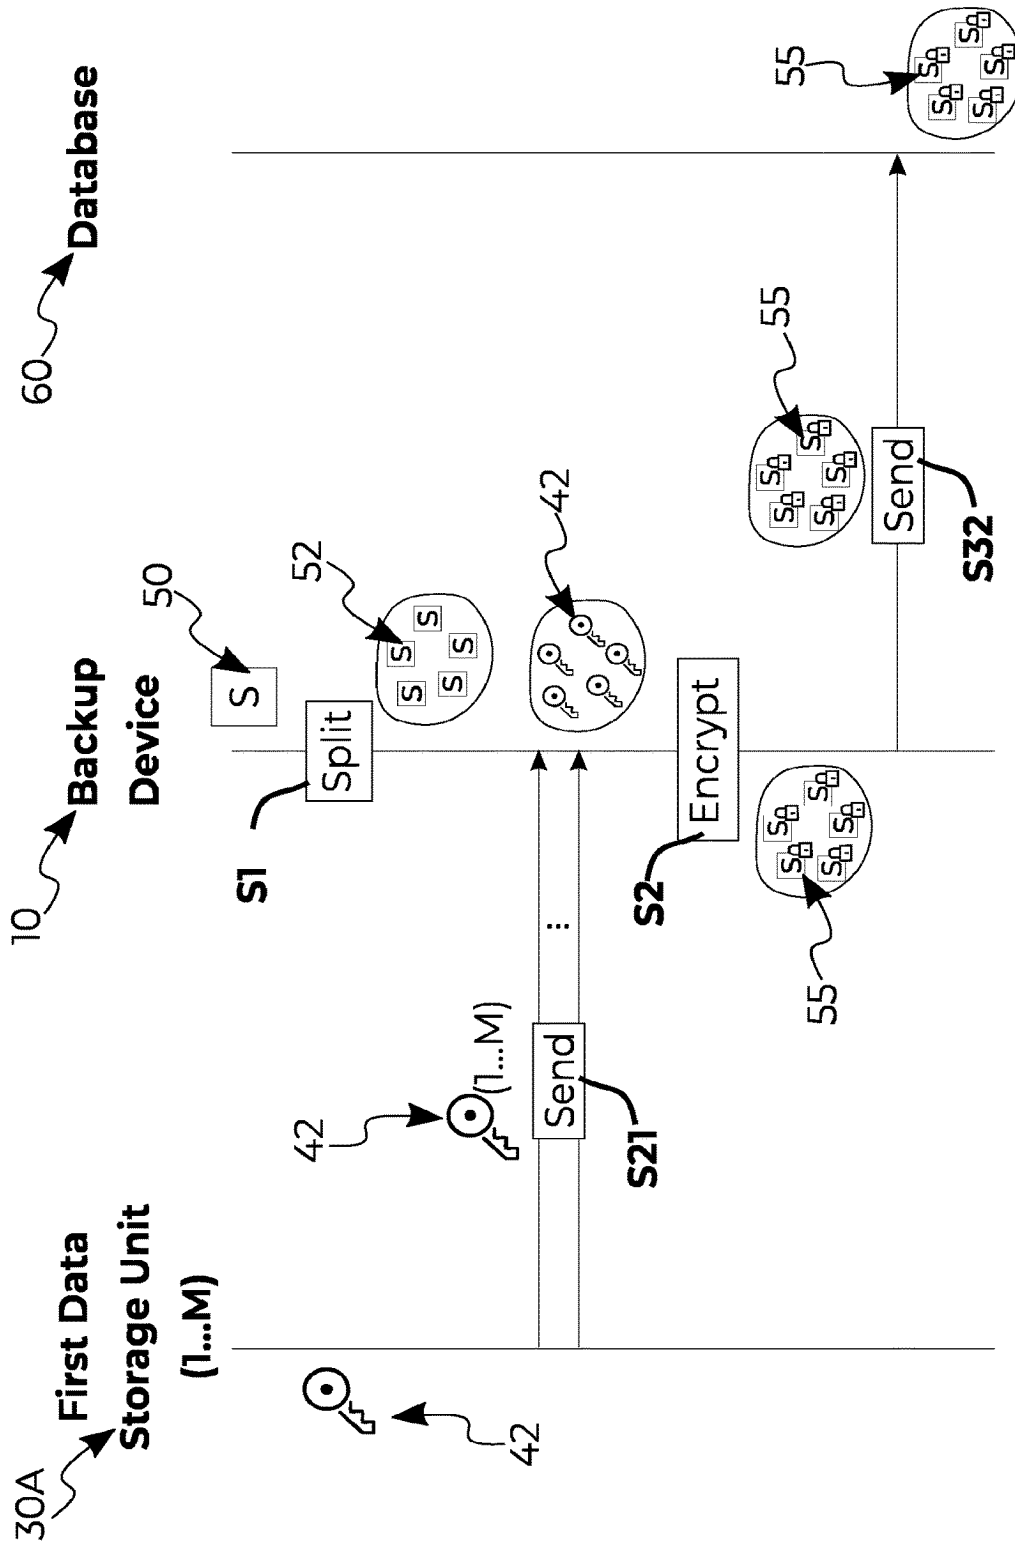 30A
First Data
Storage Unit
(1...M)
10
Backup
Device
60
Database
50
S
S1
Split
52
S
S
S
S
S
42
42
(1...M)
42
Send
...
S21
42
S2
Encrypt
S
S
S
S
S
55
55
S
S
S
S
S
Send
S32
55
S
S
S
S
S